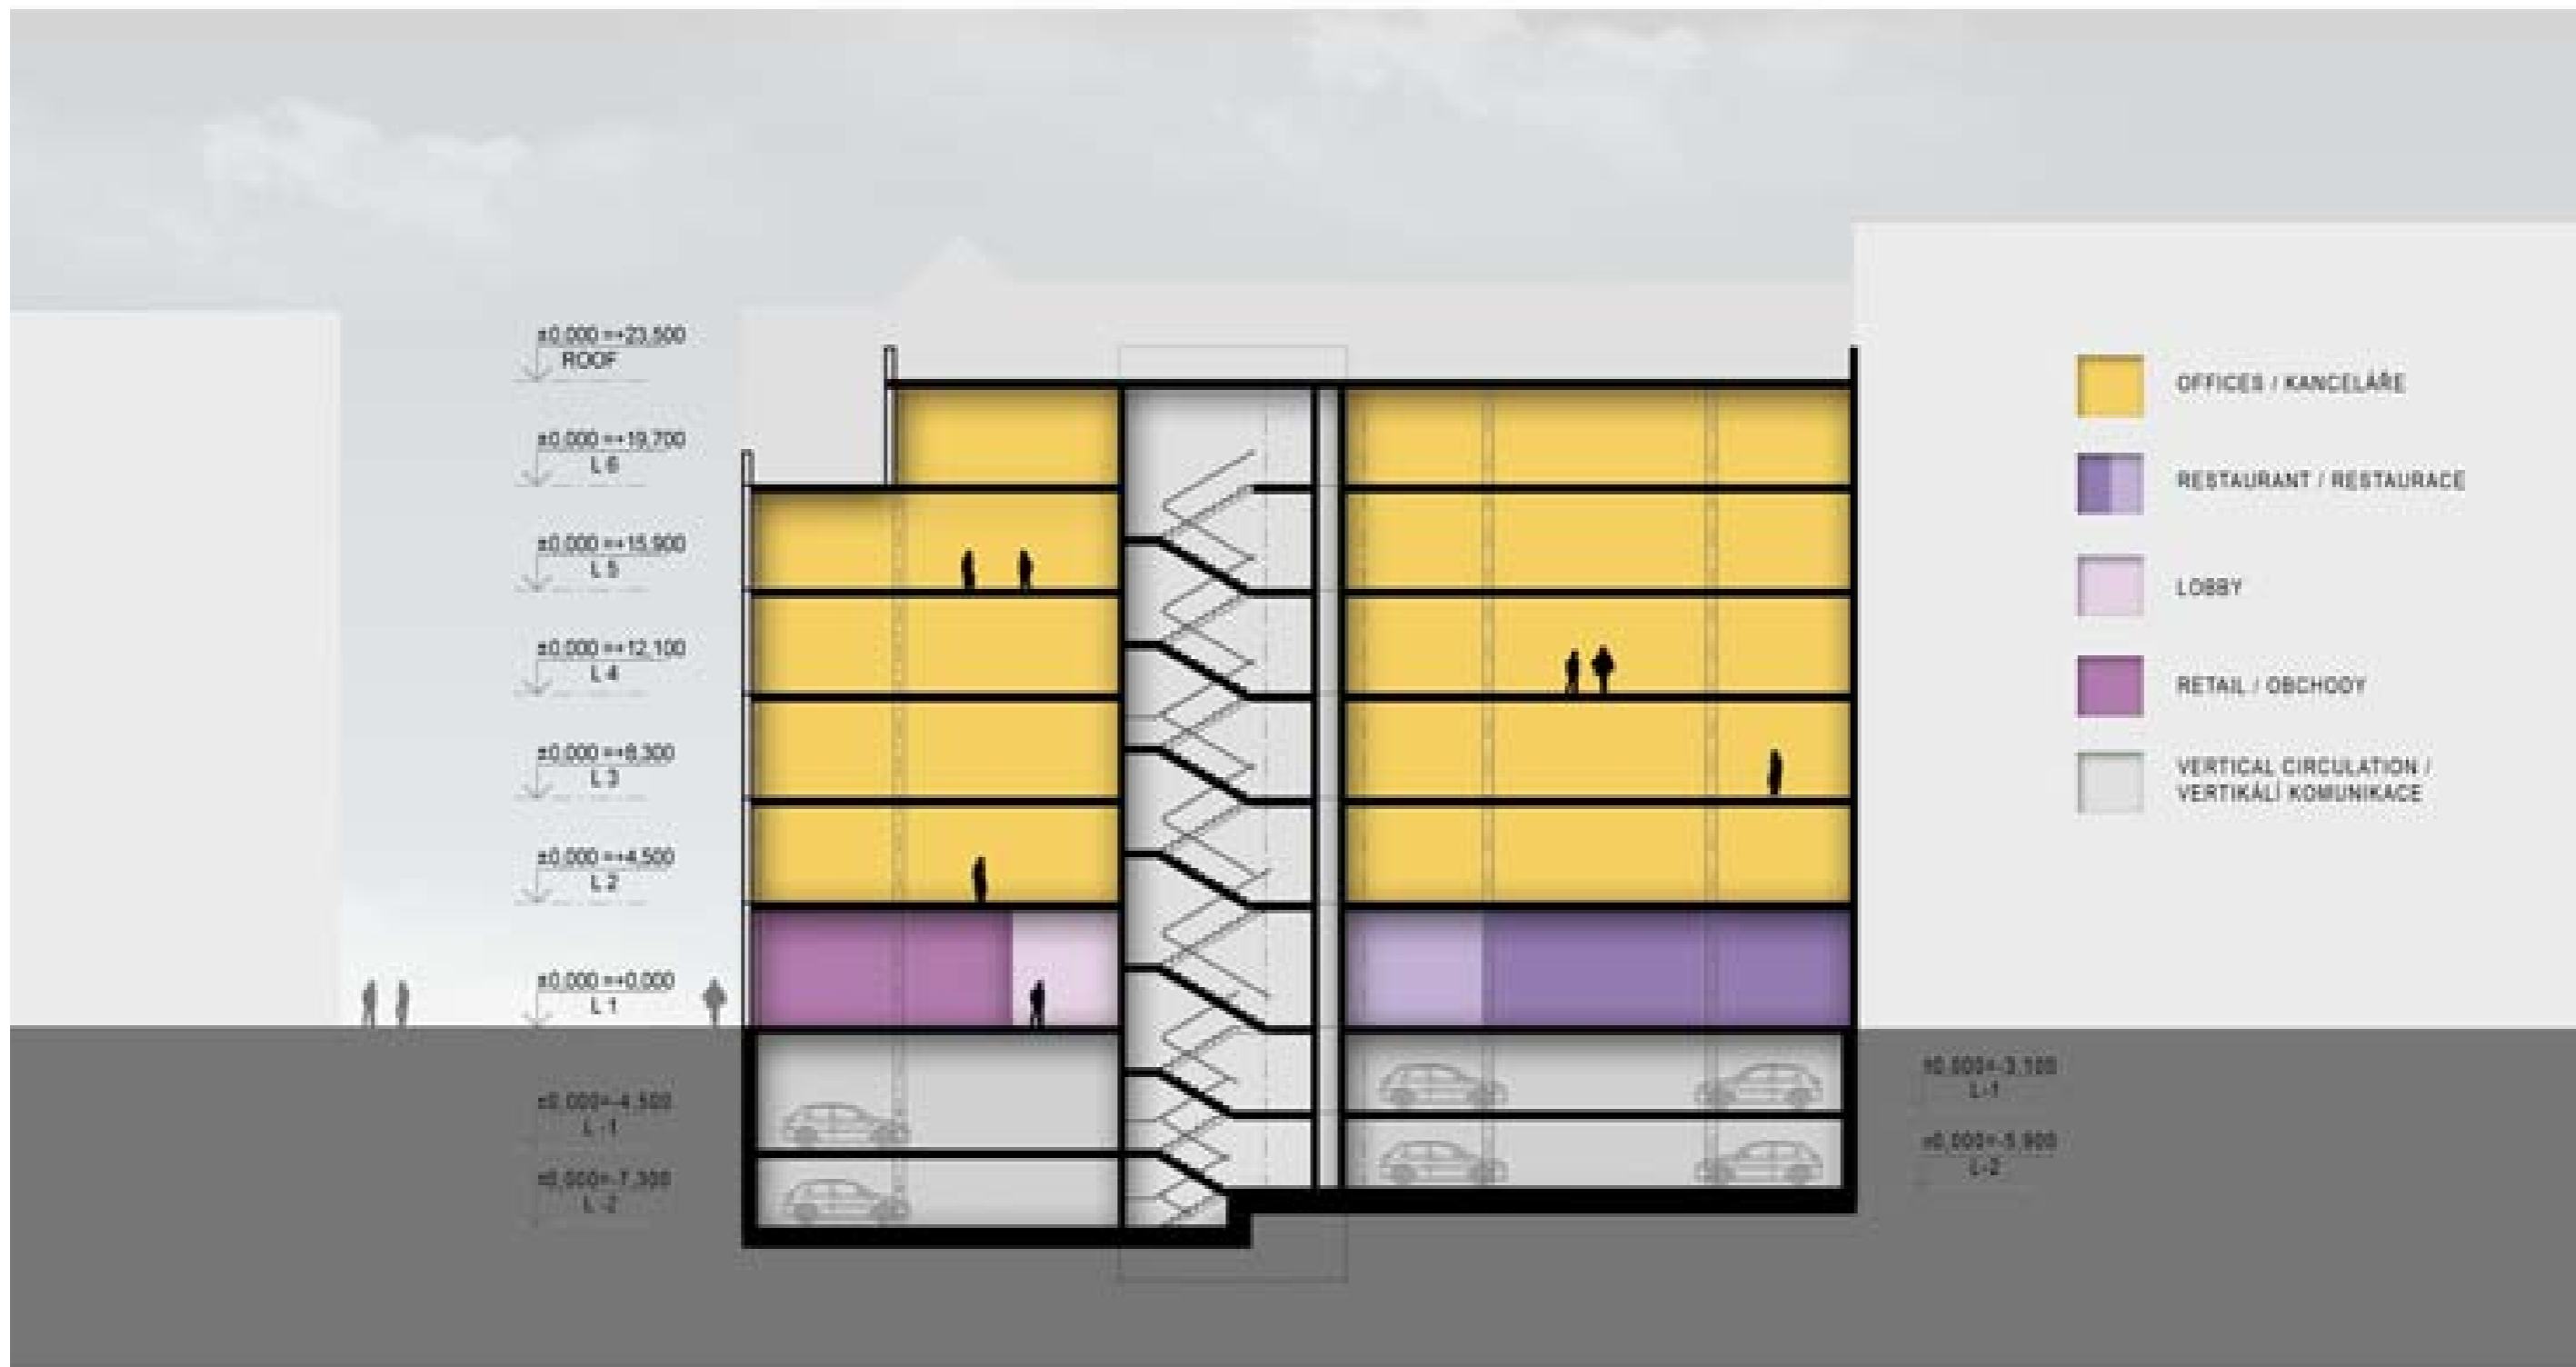 ±0,000 =+23,500
ROOF
±0,000 =+19,700
L 6
±0,000 =+15,900
L 5
±0,000 =+12,100
L 4
±0,000 =+8,300
L 3
±0,000 =+4,500
L 2
±0,000 =+0,000
L 1
±0,000=-4,500
L -1
±0,000=-7,300
L -2
OFFICES / KANCELÁŘE
RESTAURANT / RESTAURACE
LOBBY
RETAIL / OBCHODY
VERTICAL CIRCULATION /
VERTIKÁLÍ KOMUNIKACE
±0,000=-3,100
L-1
±0,000=-5,900
L-2